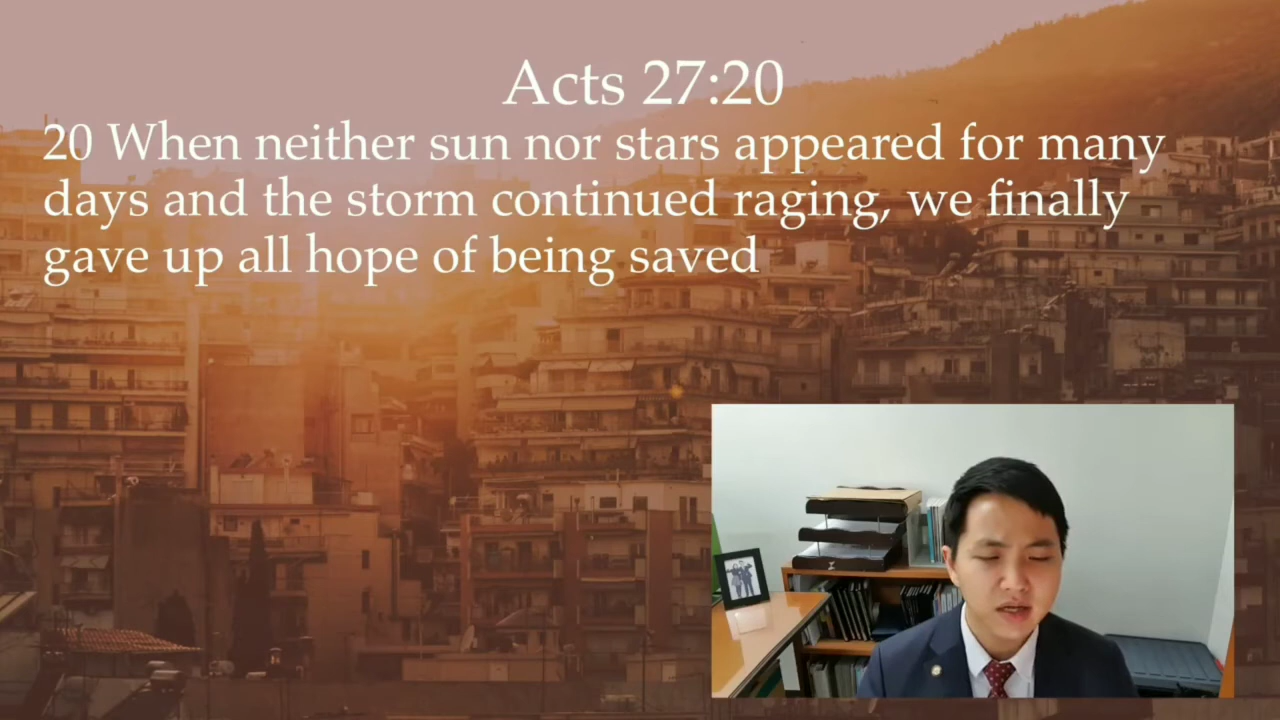 Acts 27:20
20 When neither sun nor stars appeared for many
days and the storm continued raging, we finally
gave up all hope of being saved